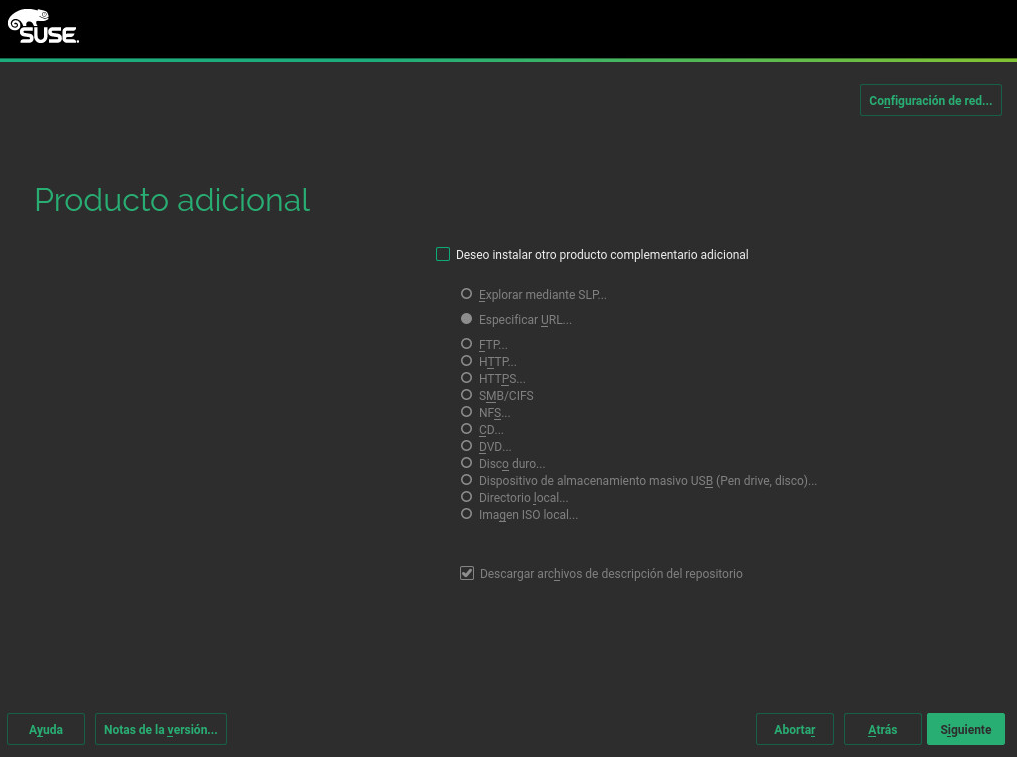 SUSE.
Configuración de red...
Producto adicional
Deseo instalar otro producto complementario adicional
Explorar mediante SLP...
Especificar URL...
FTP...
HTTP...
HTTPS...
SMB/CIFS
NFS...
CD...
DVD...
Disco duro...
Dispositivo de almacenamiento masivo USB (Pen drive, disco)...
Directorio local...
Imagen ISO local...
Descargar archivos de descripción del repositorio
Ayuda
Notas de la versión...
Abortar
Atrás
Siguiente